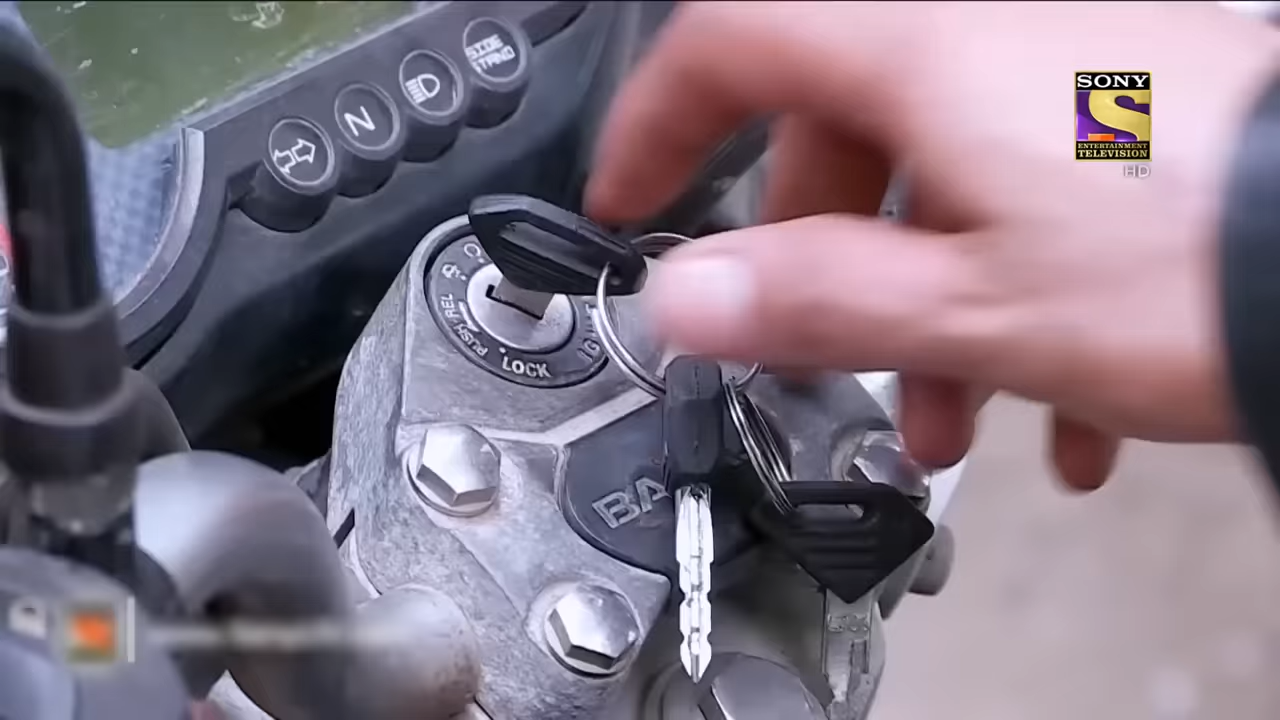 SIDE
STAND
N
SONY
S
ENTERTAINMENT
TELEVISION
HD
PUSH-REL
LOCK
BA